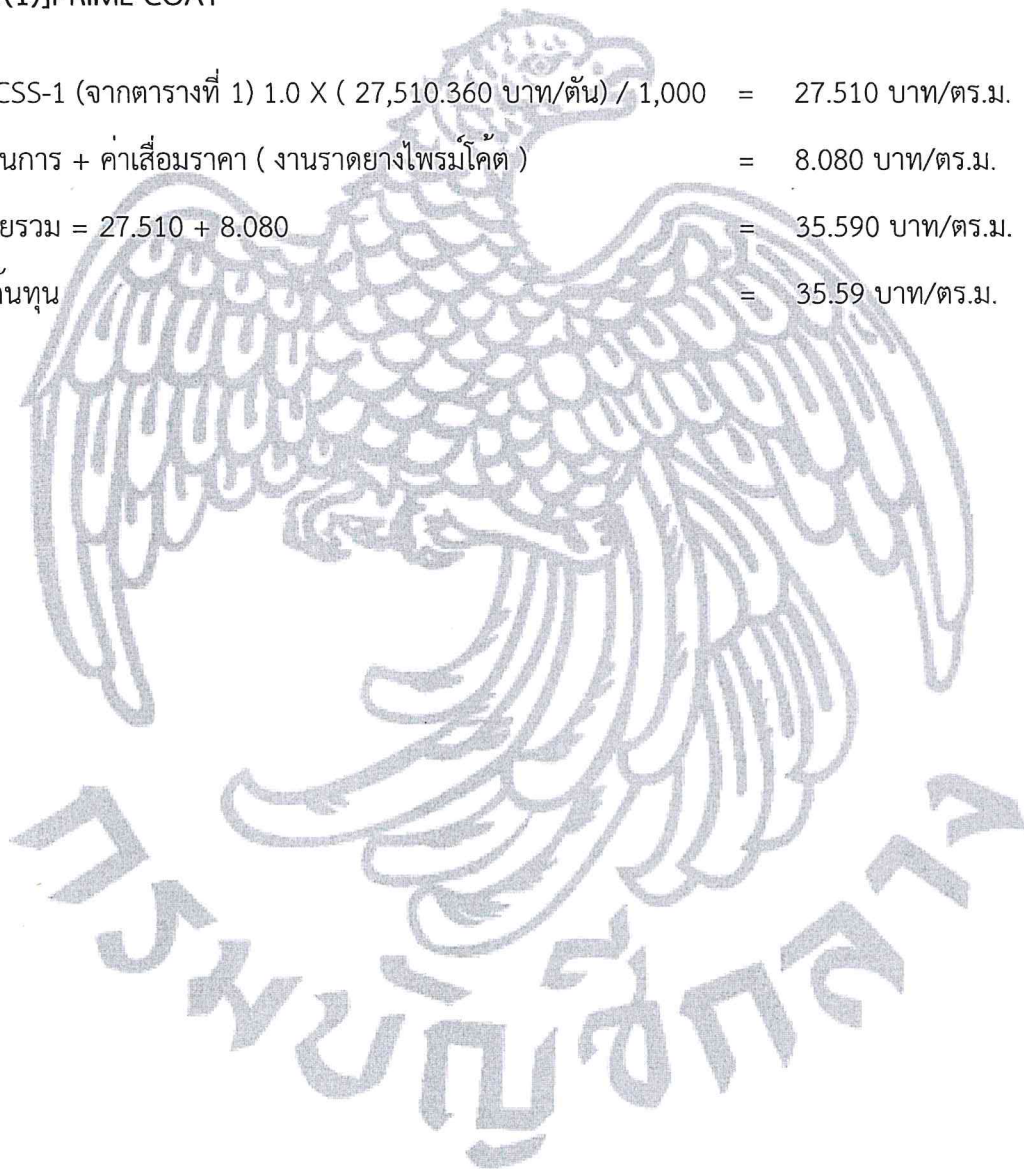 (1)]PRIME COAT
CSS-1 (จากตารางที่ 1) 1.0 X ( 27,510.360 บาท/ตัน) / 1,000 = 27.510 บาท/ตร.ม.
นการ + ค่าเสื่อมราคา ( งานราดยางไพรม์โค้ต ) = 8.080 บาท/ตร.ม.
ยรวม = 27.510 + 8.080 = 35.590 บาท/ตร.ม.
ต้นทุน = 35.59 บาท/ตร.ม.
กรมบัญชีกลาง